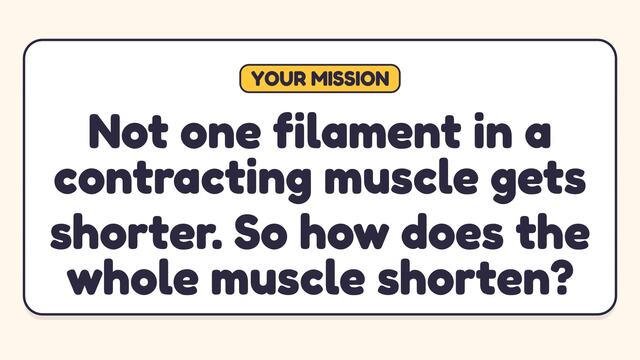 YOUR MISSION
Not one filament in a
contracting muscle gets
shorter. So how does the
whole muscle shorten?